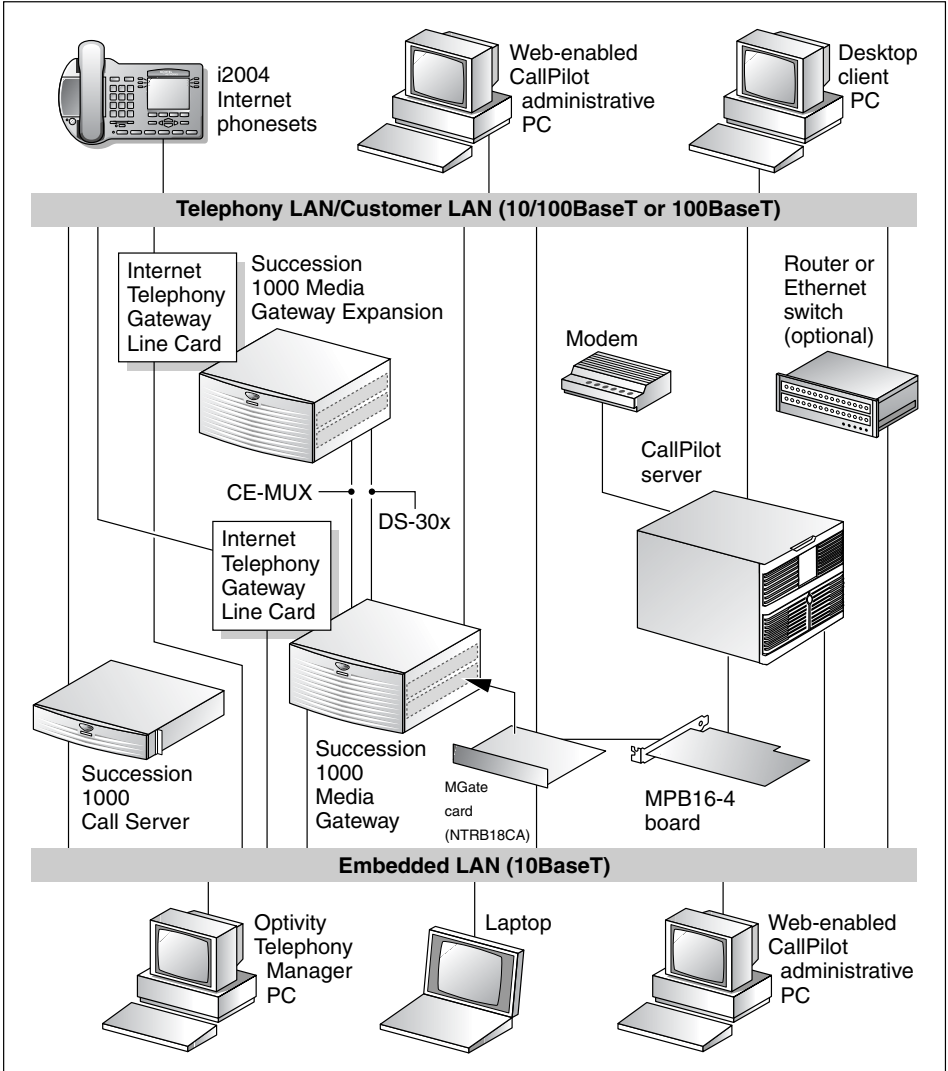 i2004
Internet
phonesets
Web-enabled
CallPilot
administrative
PC
Desktop
client
PC
Telephony LAN/Customer LAN (10/100BaseT or 100BaseT)
Internet
Telephony
Gateway
Line Card
Succession
1000 Media
Gateway Expansion
Modem
Router or
Ethernet
switch
(optional)
CallPilot
server
CE-MUX
DS-30x
Internet
Telephony
Gateway
Line Card
Succession
1000
Call Server
Succession
1000
Media
Gateway
MGate
card
(NTRB18CA)
MPB16-4
board
Embedded LAN (10BaseT)
Optivity
Telephony
Manager
PC
Laptop
Web-enabled
CallPilot
administrative
PC